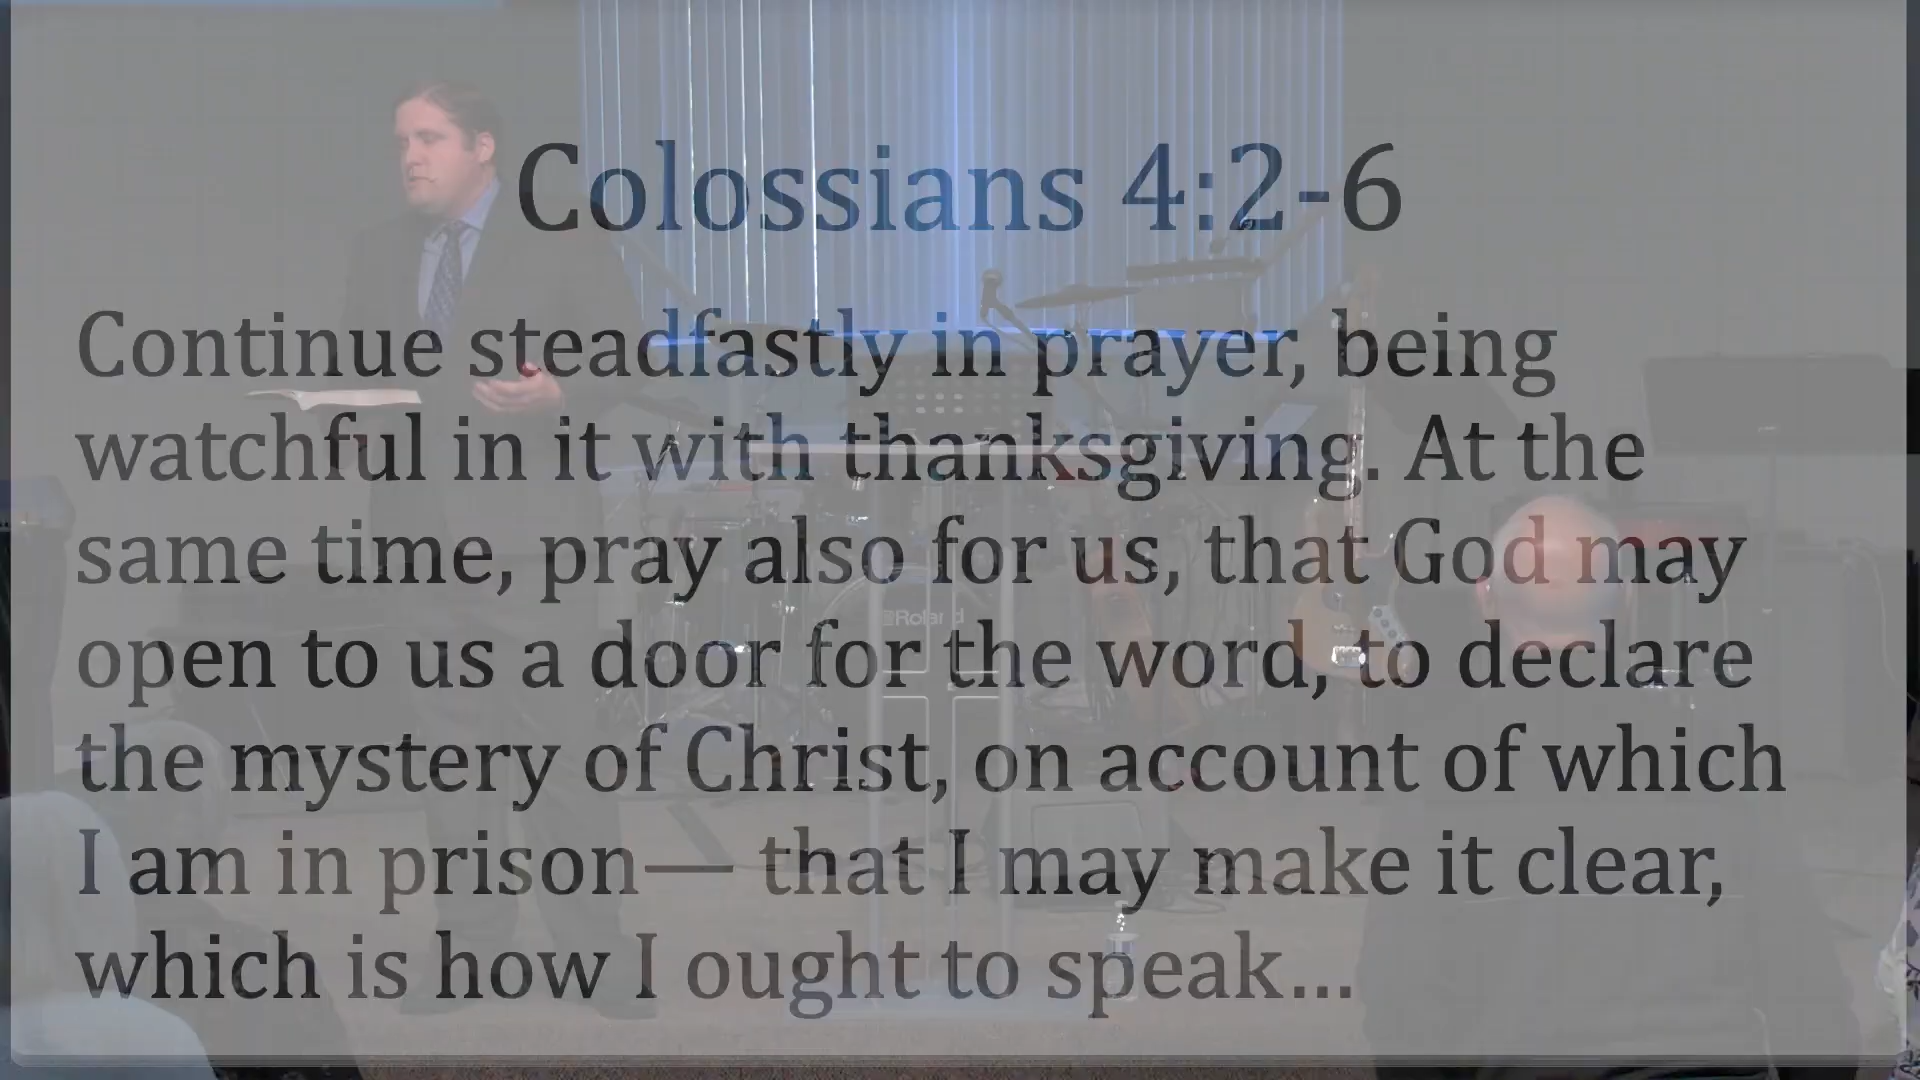 Colossians 4:2-6
Continue steadfastly in prayer, being
watchful in it with thanksgiving. At the
same time, pray also for us, that God may
open to us a door for the word, to declare
the mystery of Christ, on account of which
I am in prison— that I may make it clear,
which is how I ought to speak…
Roland